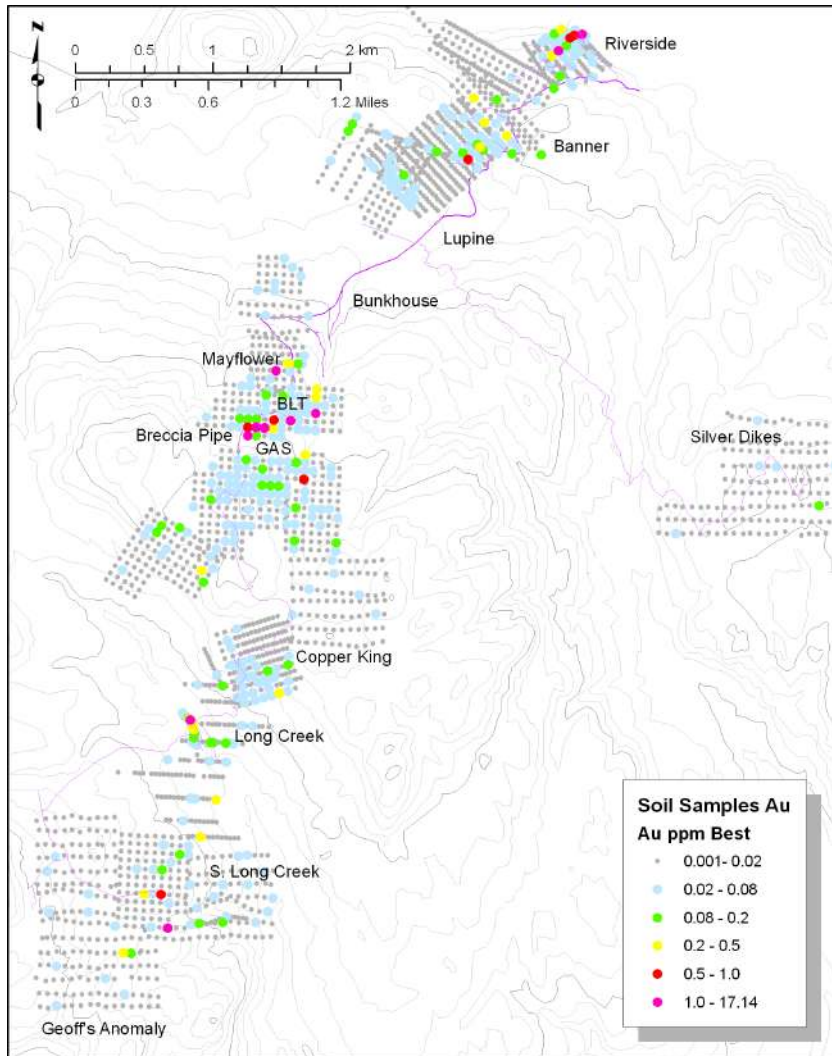 N
Riverside
0 0.5 1 2 km
0 0.3 0.6 1.2 Miles
Banner
Lupine
Bunkhouse
Mayflower
BLT
Breccia Pipe
GAS
Silver Dikes
Copper King
Long Creek
S. Long Creek
Geoff's Anomaly
Soil Samples Au
Au ppm Best
0.001- 0.02
0.02 - 0.08
0.08 - 0.2
0.2 - 0.5
0.5 - 1.0
1.0 - 17.14